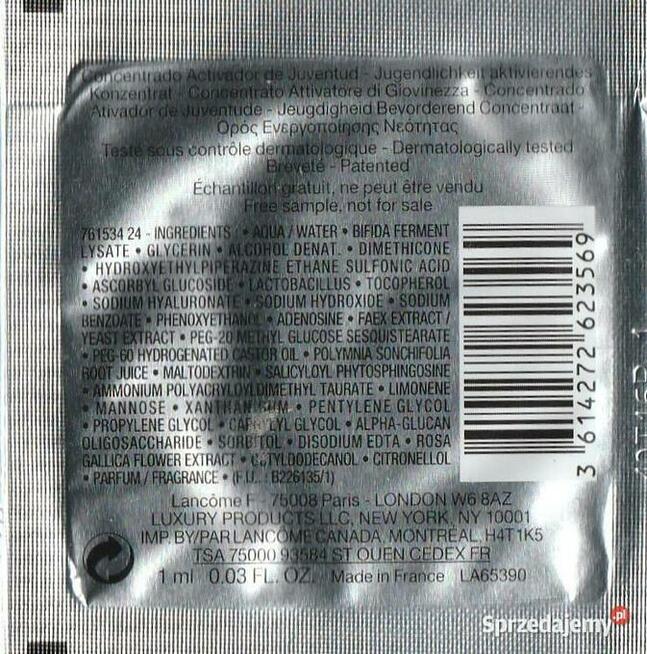 Concentrado Activador de Juventud - Jugendlichkeit aktivierendes
Konzentrat - Concentrato Attivatore di Giovinezza - Concentrado
Ativador de Juventude - Jeugdigheid Bevorderend Concentraat -
Ορός Ενεργοποίησης Νεότητας
Testé sous contrôle dermatologique - Dermatologically tested
Breveté - Patented
Échantillon gratuit, ne peut être vendu
Free sample, not for sale
761534 24 - INGREDIENTS : • AQUA / WATER • BIFIDA FERMENT
LYSATE • GLYCERIN • ALCOHOL DENAT. • DIMETHICONE
• HYDROXYETHYLPIPERAZINE ETHANE SULFONIC ACID
• ASCORBYL GLUCOSIDE • LACTOBACILLUS • TOCOPHEROL
• SODIUM HYALURONATE • SODIUM HYDROXIDE • SODIUM
BENZOATE • PHENOXYETHANOL • ADENOSINE • FAEX EXTRACT /
YEAST EXTRACT • PEG-20 METHYL GLUCOSE SESQUISTEARATE
• PEG-60 HYDROGENATED CASTOR OIL • POLYMNIA SONCHIFOLIA
ROOT JUICE • MALTODEXTRIN • SALICYLOYL PHYTOSPHINGOSINE
• AMMONIUM POLYACRYLOYLDIMETHYL TAURATE • LIMONENE
• MANNOSE • XANTHAN GUM • PENTYLENE GLYCOL
• PROPYLENE GLYCOL • CAPRYLYL GLYCOL • ALPHA-GLUCAN
OLIGOSACCHARIDE • SORBITOL • DISODIUM EDTA • ROSA
GALLICA FLOWER EXTRACT • OCTYLDODECANOL • CITRONELLOL
• PARFUM / FRAGRANCE • (F.I.L. : B226135/1)
3 614272 623569
Lancôme F - 75008 Paris - LONDON W6 8AZ
LUXURY PRODUCTS LLC, NEW YORK, NY 10001
IMP. BY/PAR LANCÔME CANADA, MONTRÉAL, H4T1K5
TSA 75000 93584 ST OUEN CEDEX FR
1 ml 0.03 FL. OZ. Made in France LA65390
Sprzedajemy.pl